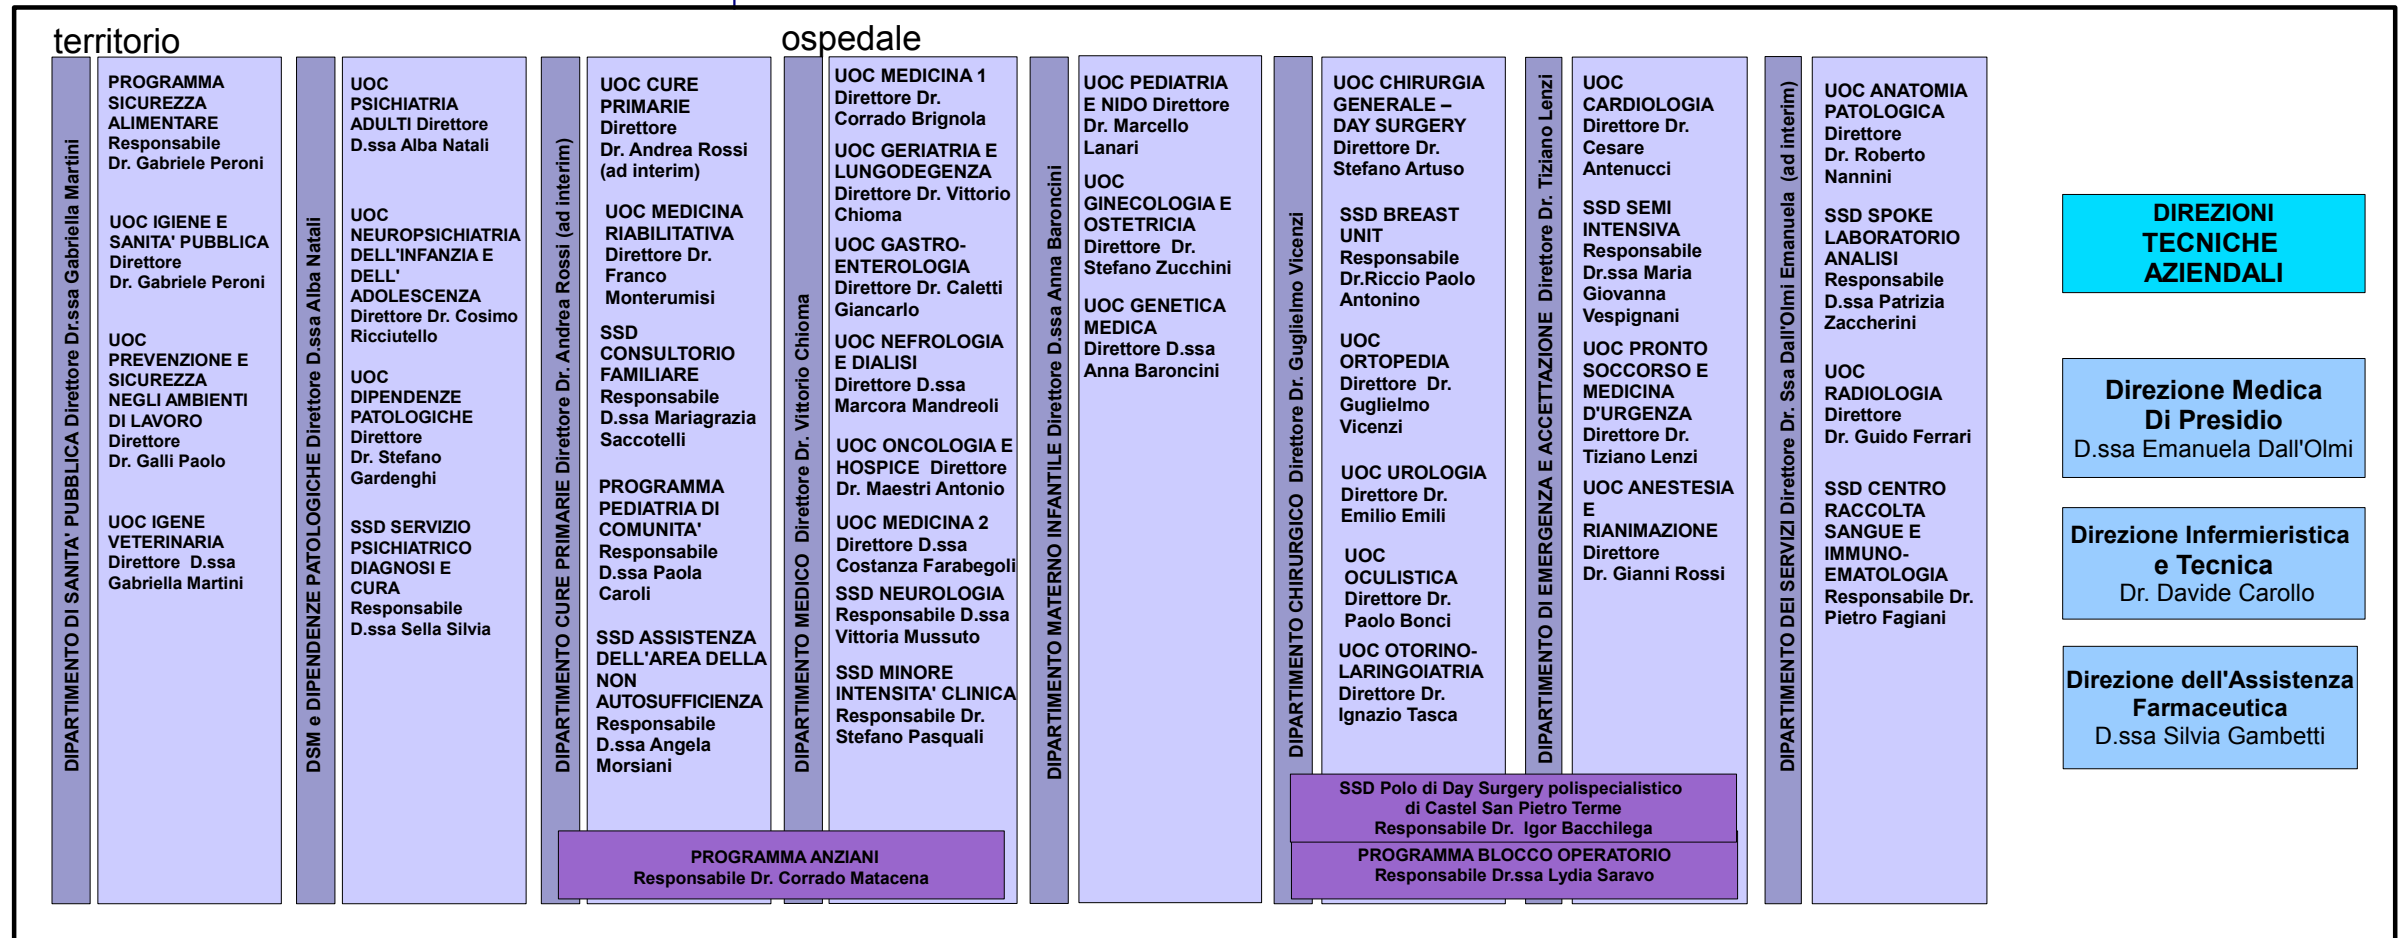 territorio
ospedale
DIPARTIMENTO DI SANITA' PUBBLICA Direttore Dr.ssa Gabriella Martini
PROGRAMMA
SICUREZZA
ALIMENTARE
Responsabile
Dr. Gabriele Peroni
UOC IGIENE E
SANITA' PUBBLICA
Direttore
Dr. Gabriele Peroni
UOC
PREVENZIONE E
SICUREZZA
NEGLI AMBIENTI
DI LAVORO
Direttore
Dr. Galli Paolo
UOC IGENE
VETERINARIA
Direttore D.ssa
Gabriella Martini
DSM e DIPENDENZE PATOLOGICHE Direttore D.ssa Alba Natali
UOC
PSICHIATRIA
ADULTI Direttore
D.ssa Alba Natali
UOC
NEUROPSICHIATRIA
DELL'INFANZIA E
DELL'
ADOLESCENZA
Direttore Dr. Cosimo
Ricciutello
UOC
DIPENDENZE
PATOLOGICHE
Direttore
Dr. Stefano
Gardenghi
SSD SERVIZIO
PSICHIATRICO
DIAGNOSI E
CURA
Responsabile
D.ssa Sella Silvia
DIPARTIMENTO CURE PRIMARIE Direttore Dr. Andrea Rossi (ad interim)
UOC CURE
PRIMARIE
Direttore
Dr. Andrea Rossi
(ad interim)
UOC MEDICINA
RIABILITATIVA
Direttore Dr.
Franco
Monterumisi
SSD
CONSULTORIO
FAMILIARE
Responsabile
D.ssa Mariagrazia
Saccotelli
PROGRAMMA
PEDIATRIA DI
COMUNITA'
Responsabile
D.ssa Paola
Caroli
SSD ASSISTENZA
DELL'AREA DELLA
NON
AUTOSUFFICIENZA
Responsabile
D.ssa Angela
Morsiani
DIPARTIMENTO MEDICO Direttore Dr. Vittorio Chioma
UOC MEDICINA 1
Direttore Dr.
Corrado Brignola
UOC GERIATRIA E
LUNGODEGENZA
Direttore Dr. Vittorio
Chioma
UOC GASTRO-
ENTEROLOGIA
Direttore Dr. Caletti
Giancarlo
UOC NEFROLOGIA
E DIALISI
Direttore D.ssa
Marcora Mandreoli
UOC ONCOLOGIA E
HOSPICE Direttore
Dr. Maestri Antonio
UOC MEDICINA 2
Direttore D.ssa
Costanza Farabegoli
SSD NEUROLOGIA
Responsabile D.ssa
Vittoria Mussuto
SSD MINORE
INTENSITA' CLINICA
Responsabile Dr.
Stefano Pasquali
PROGRAMMA ANZIANI
Responsabile Dr. Corrado Matacena
DIPARTIMENTO MATERNO INFANTILE Direttore D.ssa Anna Baroncini
UOC PEDIATRIA
E NIDO Direttore
Dr. Marcello
Lanari
UOC
GINECOLOGIA E
OSTETRICIA
Direttore Dr.
Stefano Zucchini
UOC GENETICA
MEDICA
Direttore D.ssa
Anna Baroncini
DIPARTIMENTO CHIRURGICO Direttore Dr. Guglielmo Vicenzi
UOC CHIRURGIA
GENERALE –
DAY SURGERY
Direttore Dr.
Stefano Artuso
SSD BREAST
UNIT
Responsabile
Dr.Riccio Paolo
Antonino
UOC
ORTOPEDIA
Direttore Dr.
Guglielmo
Vicenzi
UOC UROLOGIA
Direttore Dr.
Emilio Emili
UOC
OCULISTICA
Direttore Dr.
Paolo Bonci
UOC OTORINO-
LARINGOIATRIA
Direttore Dr.
Ignazio Tasca
DIPARTIMENTO DI EMERGENZA E ACCETTAZIONE Direttore Dr. Tiziano Lenzi
UOC
CARDIOLOGIA
Direttore Dr.
Cesare
Antenucci
SSD SEMI
INTENSIVA
Responsabile
Dr.ssa Maria
Giovanna
Vespignani
UOC PRONTO
SOCCORSO E
MEDICINA
D'URGENZA
Direttore Dr.
Tiziano Lenzi
UOC ANESTESIA
E
RIANIMAZIONE
Direttore
Dr. Gianni Rossi
SSD Polo di Day Surgery polispecialistico
di Castel San Pietro Terme
Responsabile Dr. Igor Bacchilega
PROGRAMMA BLOCCO OPERATORIO
Responsabile Dr.ssa Lydia Saravo
DIPARTIMENTO DEI SERVIZI Direttore Dr. Ssa Dall'Olmi Emanuela (ad interim)
UOC ANATOMIA
PATOLOGICA
Direttore
Dr. Roberto
Nannini
SSD SPOKE
LABORATORIO
ANALISI
Responsabile
D.ssa Patrizia
Zaccherini
UOC
RADIOLOGIA
Direttore
Dr. Guido Ferrari
SSD CENTRO
RACCOLTA
SANGUE E
IMMUNO-
EMATOLOGIA
Responsabile Dr.
Pietro Fagiani
DIREZIONI
TECNICHE
AZIENDALI
Direzione Medica
Di Presidio
D.ssa Emanuela Dall'Olmi
Direzione Infermieristica
e Tecnica
Dr. Davide Carollo
Direzione dell'Assistenza
Farmaceutica
D.ssa Silvia Gambetti